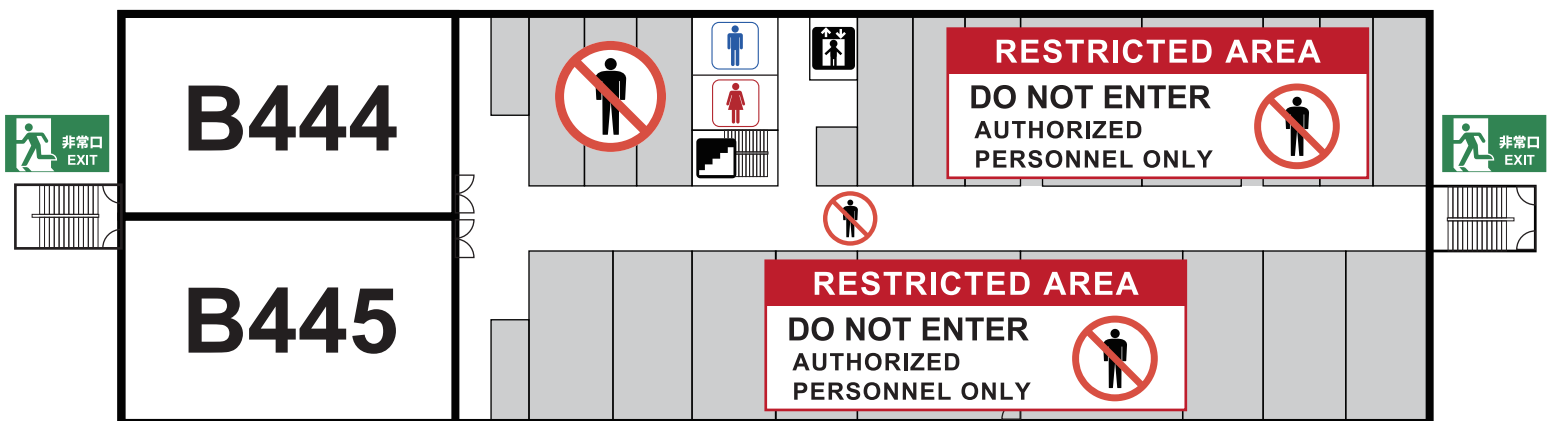 B444
B445
非常口
EXIT
RESTRICTED AREA
DO NOT ENTER
AUTHORIZED
PERSONNEL ONLY
RESTRICTED AREA
DO NOT ENTER
AUTHORIZED
PERSONNEL ONLY
非常口
EXIT